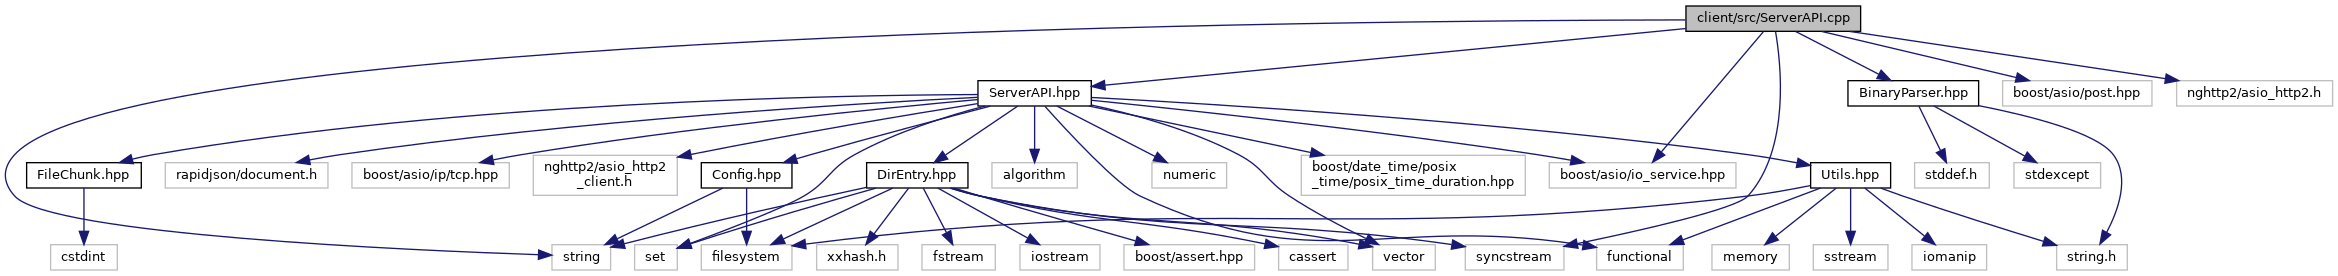 client/src/ServerAPI.cpp
ServerAPI.hpp
BinaryParser.hpp
boost/asio/post.hpp
nghttp2/asio_http2.h
FileChunk.hpp
rapidjson/document.h
boost/asio/ip/tcp.hpp
nghttp2/asio_http2
_client.h
Config.hpp
DirEntry.hpp
algorithm
numeric
boost/date_time/posix
_time/posix_time_duration.hpp
boost/asio/io_service.hpp
Utils.hpp
stddef.h
stdexcept
cstdint
string
set
filesystem
xxhash.h
fstream
iostream
boost/assert.hpp
cassert
vector
syncstream
functional
memory
sstream
iomanip
string.h